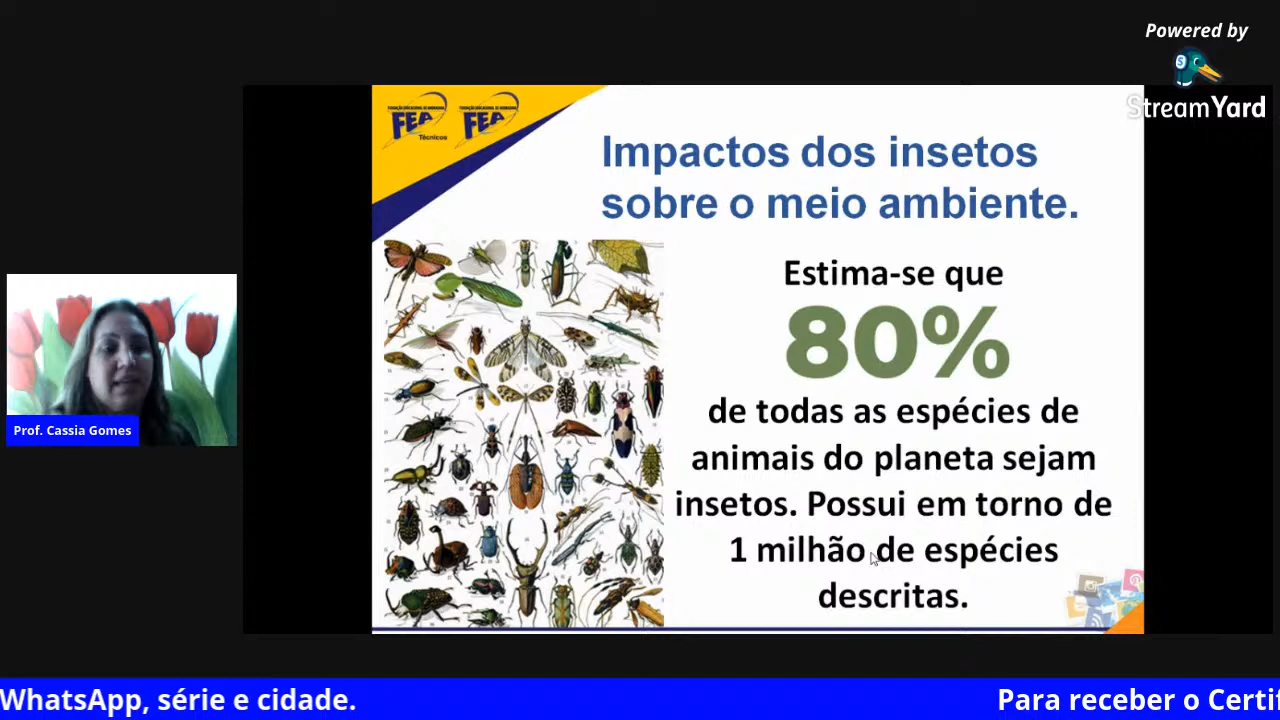 Powered by
StreamYard
FEA
Técnicos
FEA
Impactos dos insetos
sobre o meio ambiente.
Estima-se que
80%
de todas as espécies de
animais do planeta sejam
insetos. Possui em torno de
1 milhão de espécies
descritas.
Prof. Cassia Gomes
WhatsApp, série e cidade.
Para receber o Certif